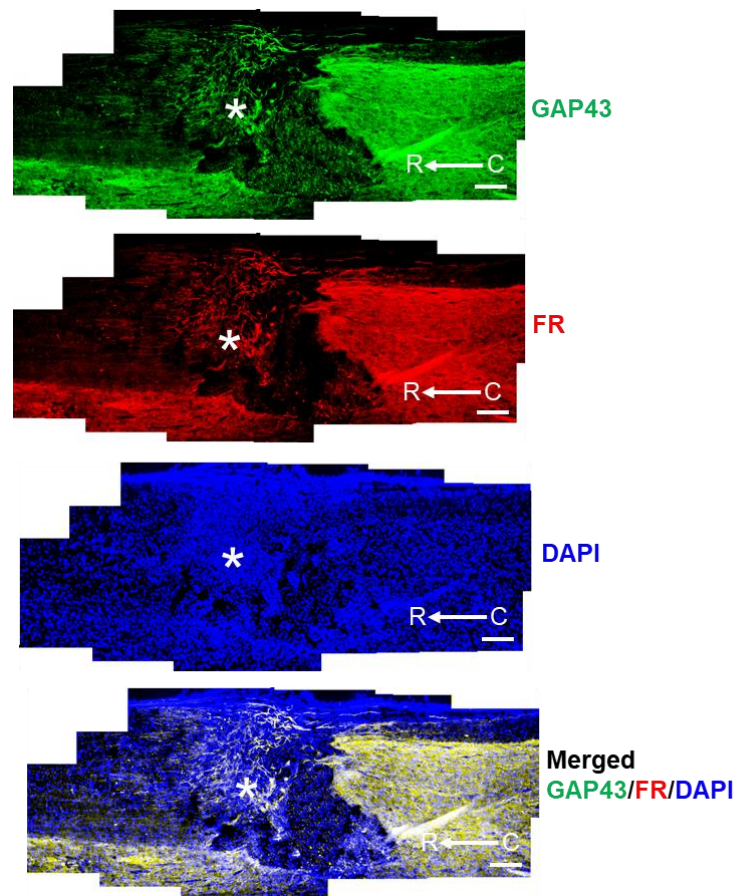 *
GAP43
R C
*
FR
R C
*
DAPI
R C
Merged
*
GAP43/FR/DAPI
R C